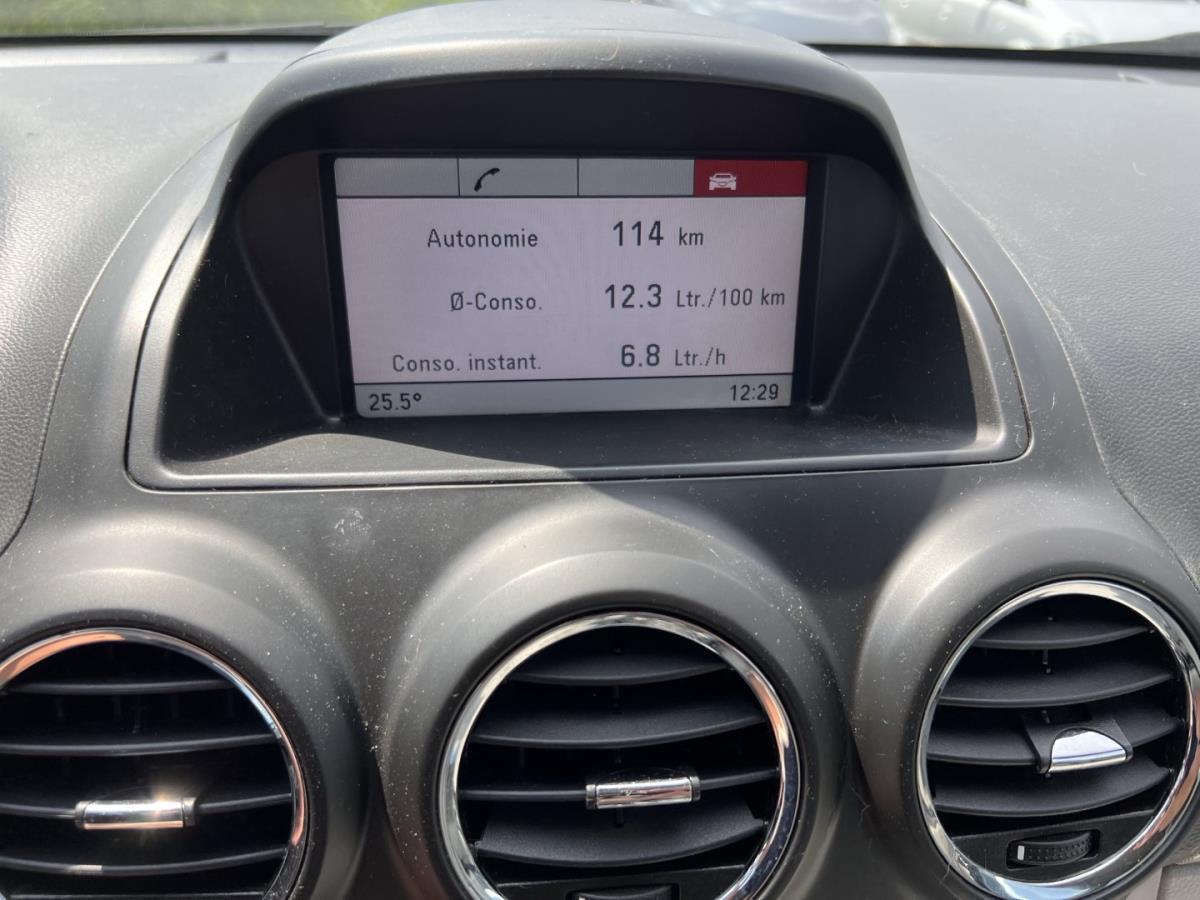 Autonomie 114 km
Ø-Conso. 12.3 Ltr./100 km
Conso. instant. 6.8 Ltr./h
25.5° 12:29